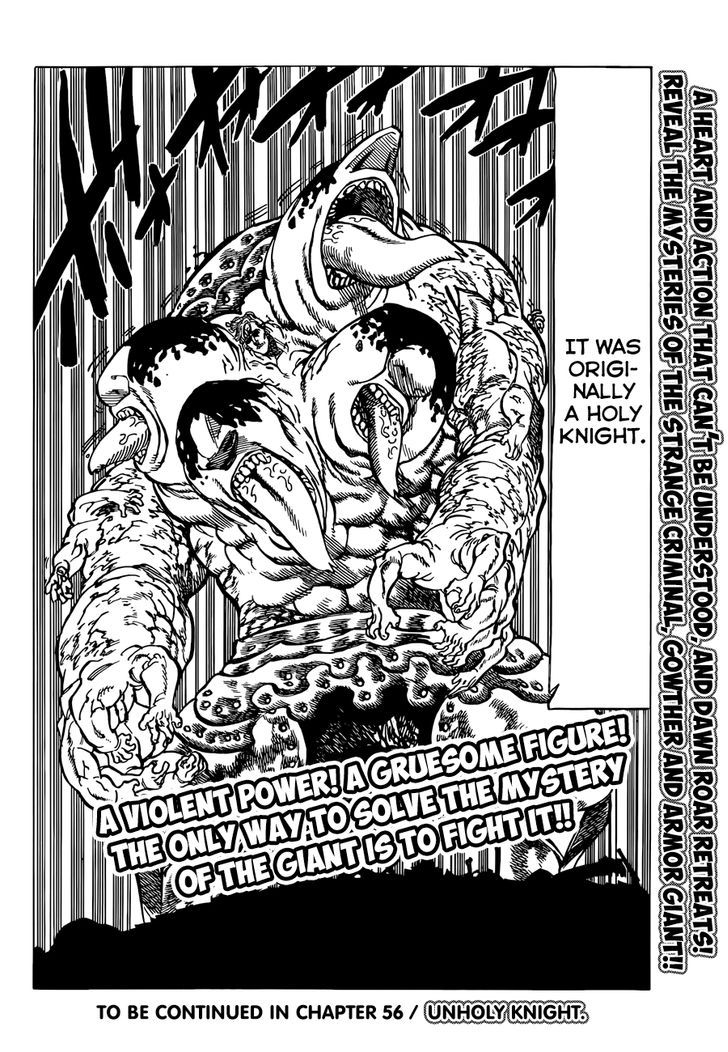 A HEART AND ACTION THAT CAN'T BE UNDERSTOOD, AND DAWN ROAR RETREATS!
REVEAL THE MYSTERIES OF THE STRANGE CRIMINAL, GOWTHER AND ARMOR GIANT!!
IT WAS
ORIGI-
NALLY
A HOLY
KNIGHT.
A VIOLENT POWER! A GRUESOME FIGURE!
THE ONLY WAY TO SOLVE THE MYSTERY
OF THE GIANT IS TO FIGHT IT!!
TO BE CONTINUED IN CHAPTER 56 / UNHOLY KNIGHT.